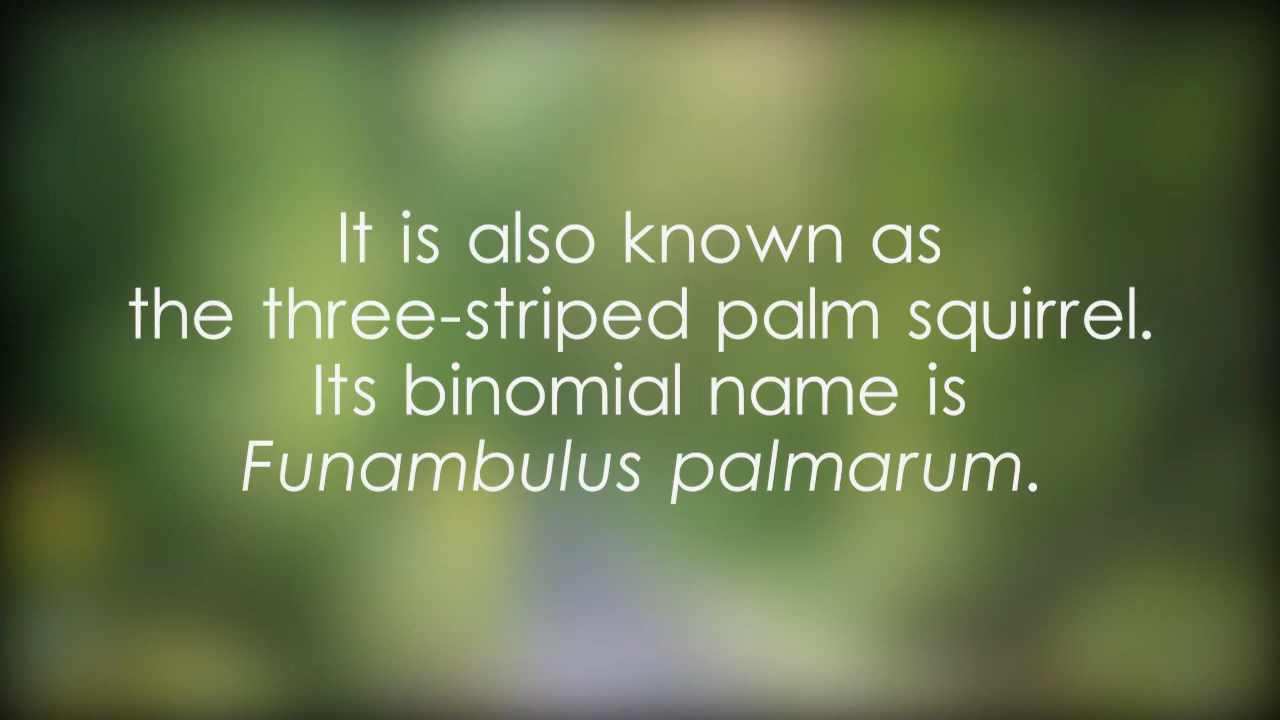 It is also known as
the three-striped palm squirrel.
Its binomial name is
Funambulus palmarum.